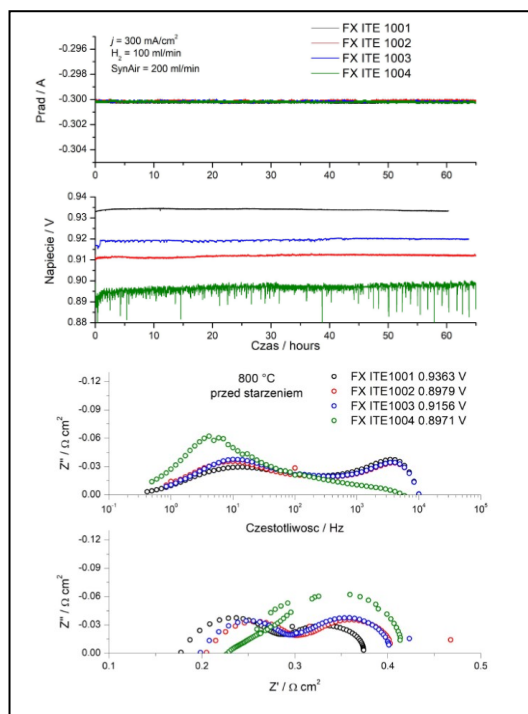 j = 300 mA/cm²
H₂ = 100 ml/min
SynAir = 200 ml/min
FX ITE 1001
FX ITE 1002
FX ITE 1003
FX ITE 1004
Prad / A
-0.296
-0.298
-0.300
-0.302
-0.304
0 10 20 30 40 50 60
Napiecie / V
0.94
0.93
0.92
0.91
0.90
0.89
0.88
0 10 20 30 40 50 60
Czas / hours
800 °C
przed starzeniem
FX ITE1001 0.9363 V
FX ITE1002 0.8979 V
FX ITE1003 0.9156 V
FX ITE1004 0.8971 V
Z'' / Ω cm²
-0.12
-0.09
-0.06
-0.03
0.00
10⁻¹ 10⁰ 10¹ 10² 10³ 10⁴ 10⁵
Czestotliwosc / Hz
Z'' / Ω cm²
-0.12
-0.09
-0.06
-0.03
0.00
0.1 0.2 0.3 0.4 0.5
Z' / Ω cm²